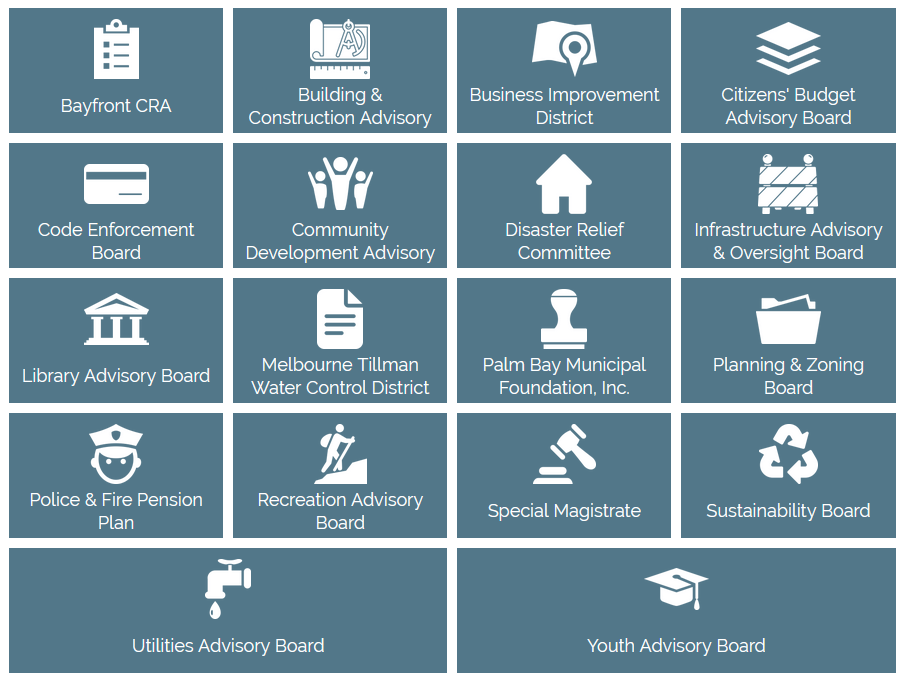 Bayfront CRA
Building &
Construction Advisory
Business Improvement
District
Citizens' Budget
Advisory Board
Code Enforcement
Board
Community
Development Advisory
Disaster Relief
Committee
Infrastructure Advisory
& Oversight Board
Library Advisory Board
Melbourne Tillman
Water Control District
Palm Bay Municipal
Foundation, Inc.
Planning & Zoning
Board
Police & Fire Pension
Plan
Recreation Advisory
Board
Special Magistrate
Sustainability Board
Utilities Advisory Board
Youth Advisory Board